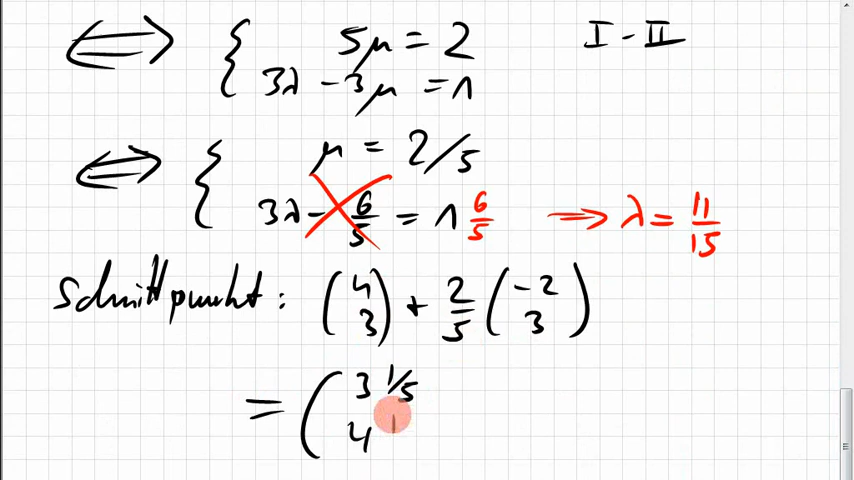 ⟺ { 5μ = 2 I - II
3λ - 3μ = 1
⟺ { μ = 2/5
3λ - 6/5 = 1 6/5 ⟹ λ = 11/15
Schnittpunkt: (4 3) + 2/5 (-2 3)
= (3 1/5
4 1